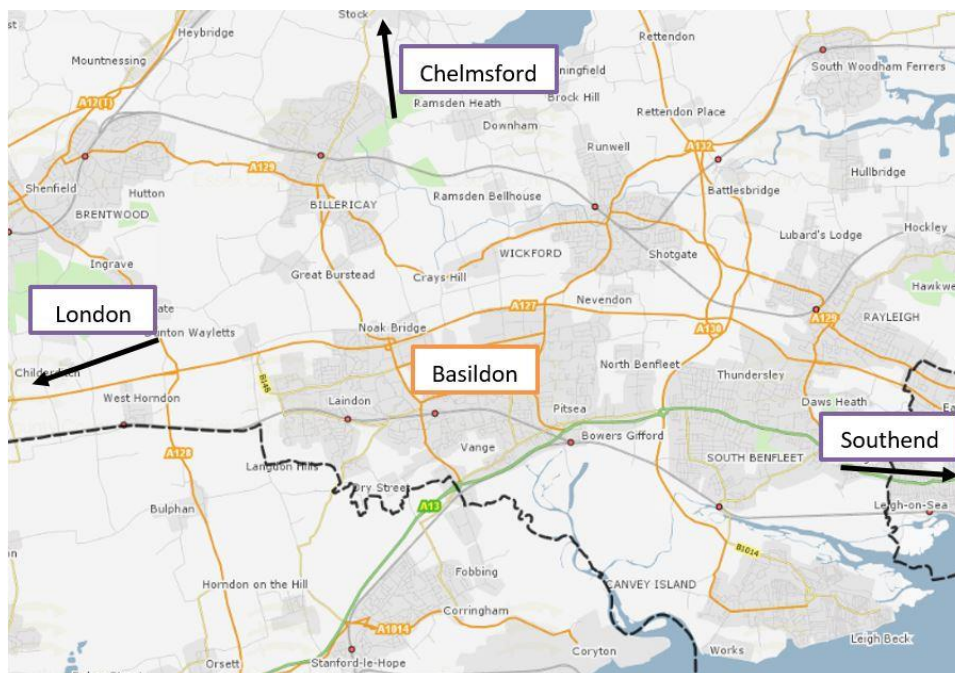 Stock
Heybridge
Rettendon
Mountnessing
Chelmsford
South Woodham Ferrers
A12(T)
Ramsden Heath
Brock Hill
Rettendon Place
Downham
Runwell
A132
Hullbridge
A129
Shenfield
Hutton
Ramsden Bellhouse
Battlesbridge
BILLERICAY
BRENTWOOD
Lubard's Lodge
Hockley
WICKFORD
Shotgate
Ingrave
Great Burstead
Crays Hill
Nevendon
London
A127
A129
RAYLEIGH
Noak Bridge
A130
Basildon
North Benfleet
Thundersley
B148
West Horndon
Laindon
Pitsea
Daws Heath
Bowers Gifford
Southend
Vange
SOUTH BENFLEET
A128
Langdon Hills
Dry Street
A13
Leigh-on-Sea
Bulphan
B1014
Fobbing
Horndon on the Hill
CANVEY ISLAND
Corringham
A1014
Leigh Beck
Orsett
Stanford-le-Hope
Coryton
Works